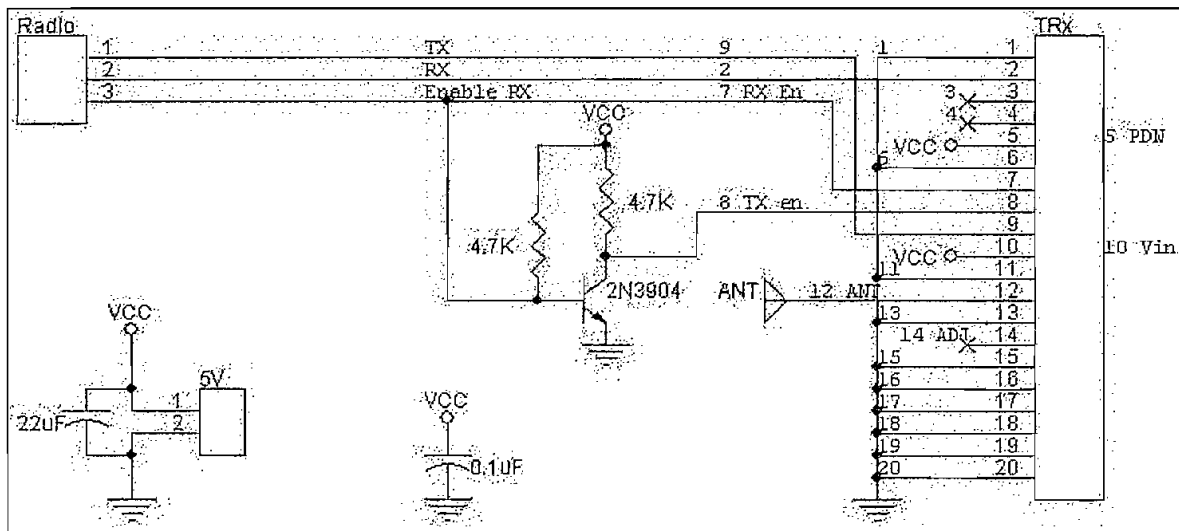 Radio TRX
1 TX 9 1 1
2 RX 2 2
3 Enable RX 7 RX En 3 3
4 4
VCC VCC 5 5 PDN
6 6
7
4.7K 8 TX en 8
9
4.7K VCC 10 10 Vin
11 11
2N3904 ANT 12 ANT 12
VCC 13 13
14 ADJ 14
15 15
5V 16 16
1 VCC 17 17
22uF 2 18 18
0.1uF 19 19
20 20